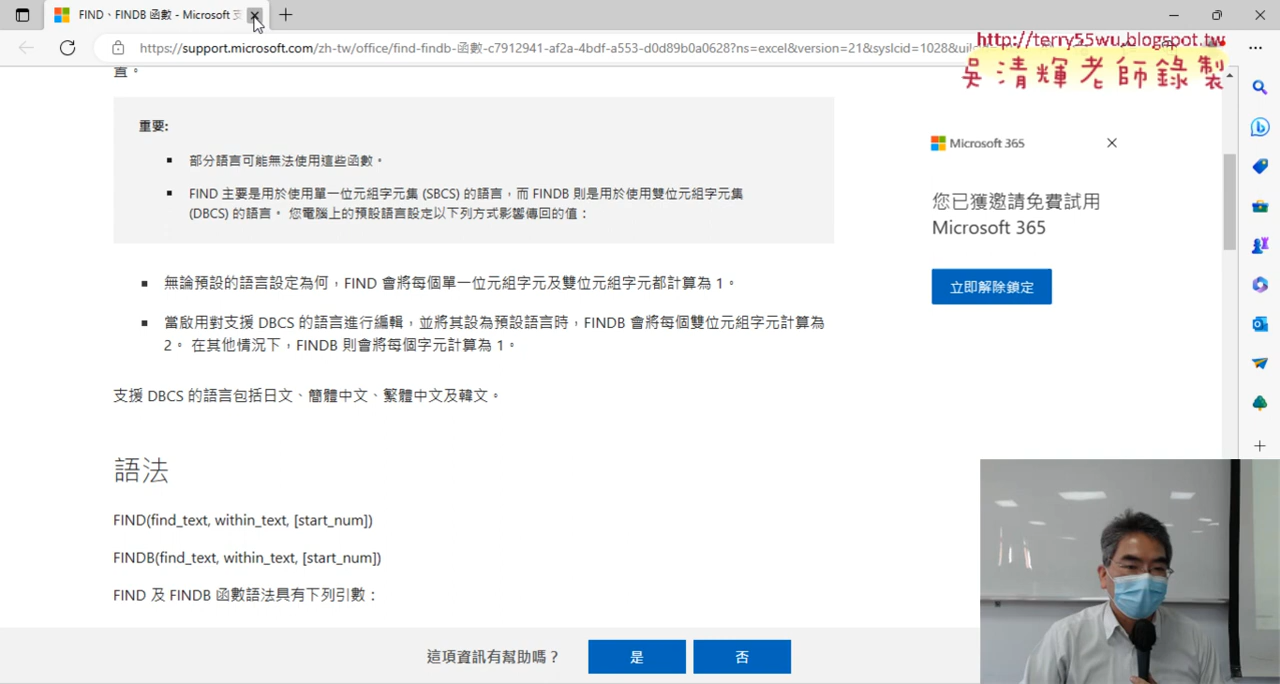 FIND、FINDB 函數 - Microsoft 支
https://support.microsoft.com/zh-tw/office/find-findb-函數-c7912941-af2a-4bdf-a553-d0d89b0a0628?ns=excel&version=21&syslcid=1028&uil
http://terry55wu.blogspot.tw
吳清輝老師錄製
言。
重要:
部分語言可能無法使用這些函數。
FIND 主要是用於使用單一位元組字元集 (SBCS) 的語言，而 FINDB 則是用於使用雙位元組字元集
(DBCS) 的語言。 您電腦上的預設語言設定以下列方式影響傳回的值：
無論預設的語言設定為何，FIND 會將每個單一位元組字元及雙位元組字元都計算為 1。
當啟用對支援 DBCS 的語言進行編輯，並將其設為預設語言時，FINDB 會將每個雙位元組字元計算為
2。 在其他情況下，FINDB 則會將每個字元計算為 1。
支援 DBCS 的語言包括日文、簡體中文、繁體中文及韓文。
語法
FIND(find_text, within_text, [start_num])
FINDB(find_text, within_text, [start_num])
FIND 及 FINDB 函數語法具有下列引數：
Microsoft 365
您已獲邀請免費試用
Microsoft 365
立即解除鎖定
這項資訊有幫助嗎？
是
否